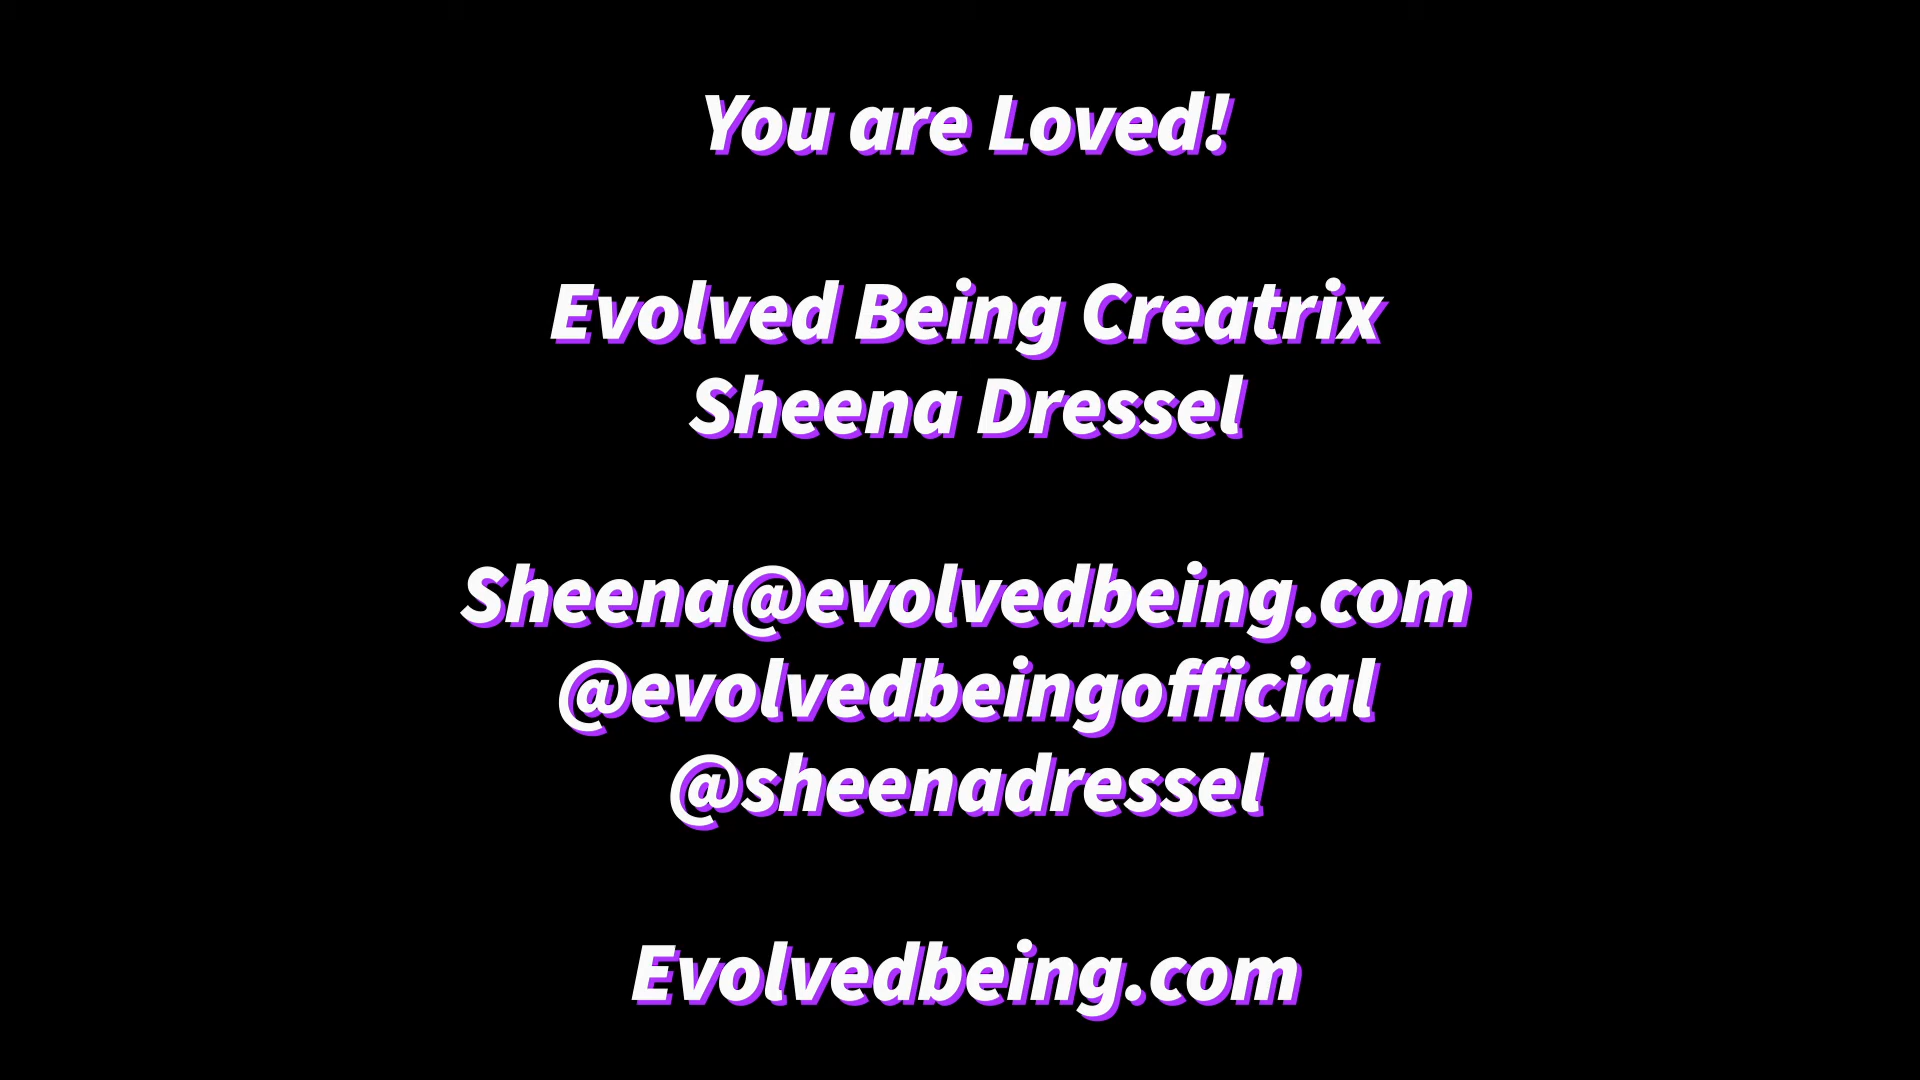 You are Loved!
Evolved Being Creatrix
Sheena Dressel
Sheena@evolvedbeing.com
@evolvedbeingofficial
@sheenadressel
Evolvedbeing.com